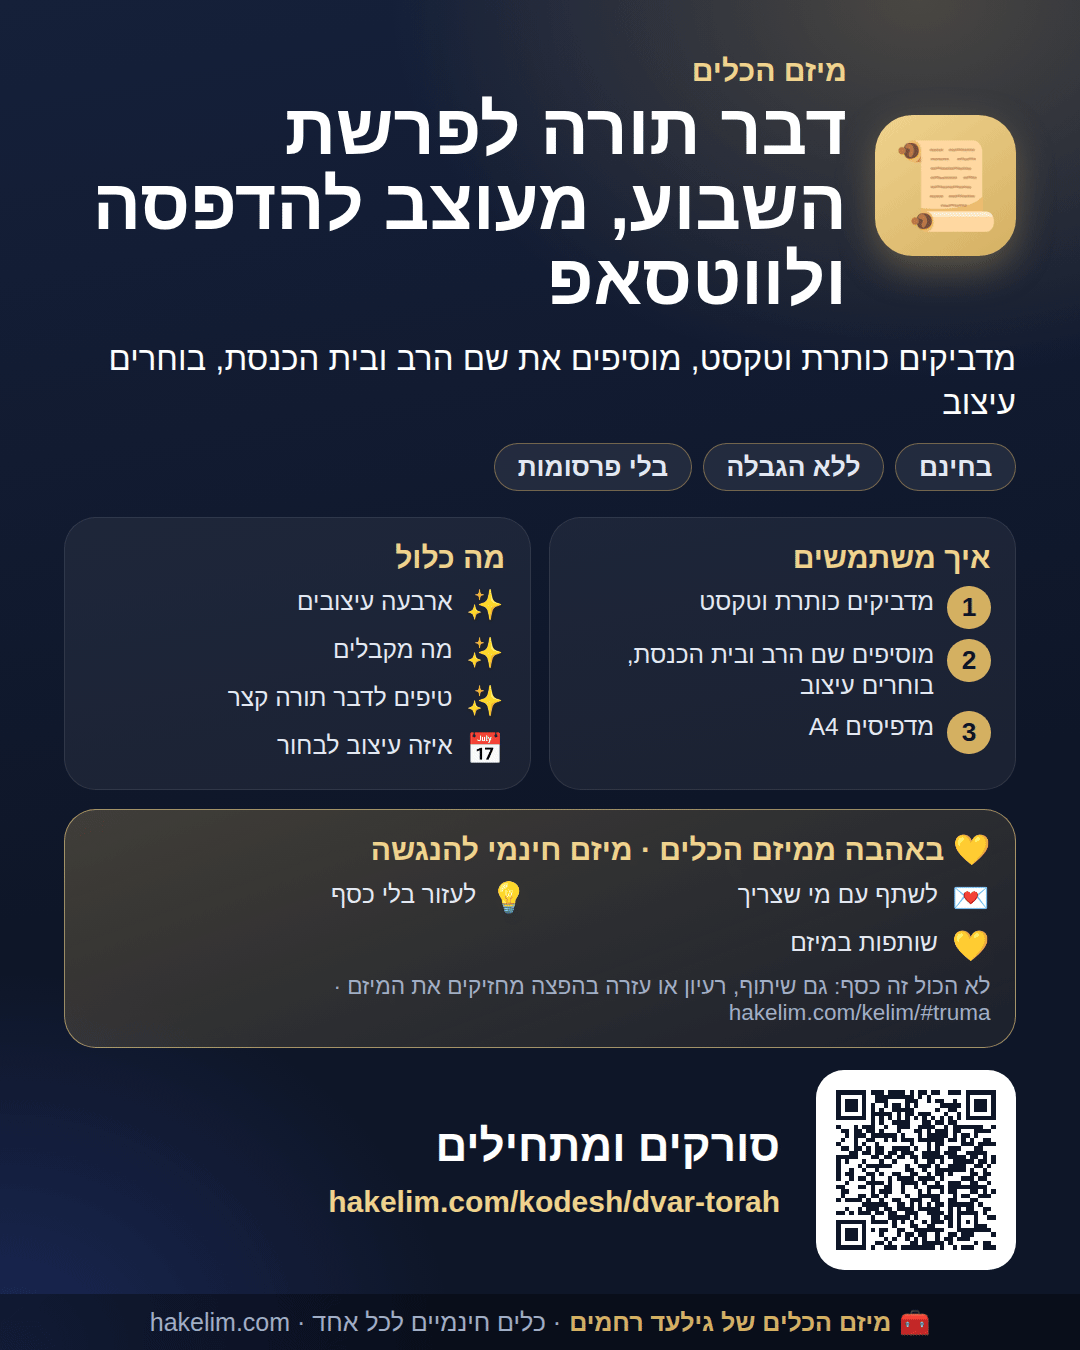 מיזם הכלים
דבר תורה לפרשת
השבוע, מעוצב להדפסה
ולווטסאפ
מדביקים כותרת וטקסט, מוסיפים את שם הרב ובית הכנסת, בוחרים
עיצוב
בחינם
ללא הגבלה
בלי פרסומות
איך משתמשים
1 מדביקים כותרת וטקסט
2 מוסיפים שם הרב ובית הכנסת,
בוחרים עיצוב
3 מדפיסים A4
מה כלול
✨ ארבעה עיצובים
✨ מה מקבלים
✨ טיפים לדבר תורה קצר
📅 איזה עיצוב לבחור
💛 באהבה ממיזם הכלים · מיזם חינמי להנגשה
💌 לשתף עם מי שצריך
💡 לעזור בלי כסף
💛 שותפות במיזם
לא הכול זה כסף: גם שיתוף, רעיון או עזרה בהפצה מחזיקים את המיזם ·
hakelim.com/kelim/#truma
סורקים ומתחילים
hakelim.com/kodesh/dvar-torah
🧰 מיזם הכלים של גילעד רחמים · כלים חינמיים לכל אחד · hakelim.com